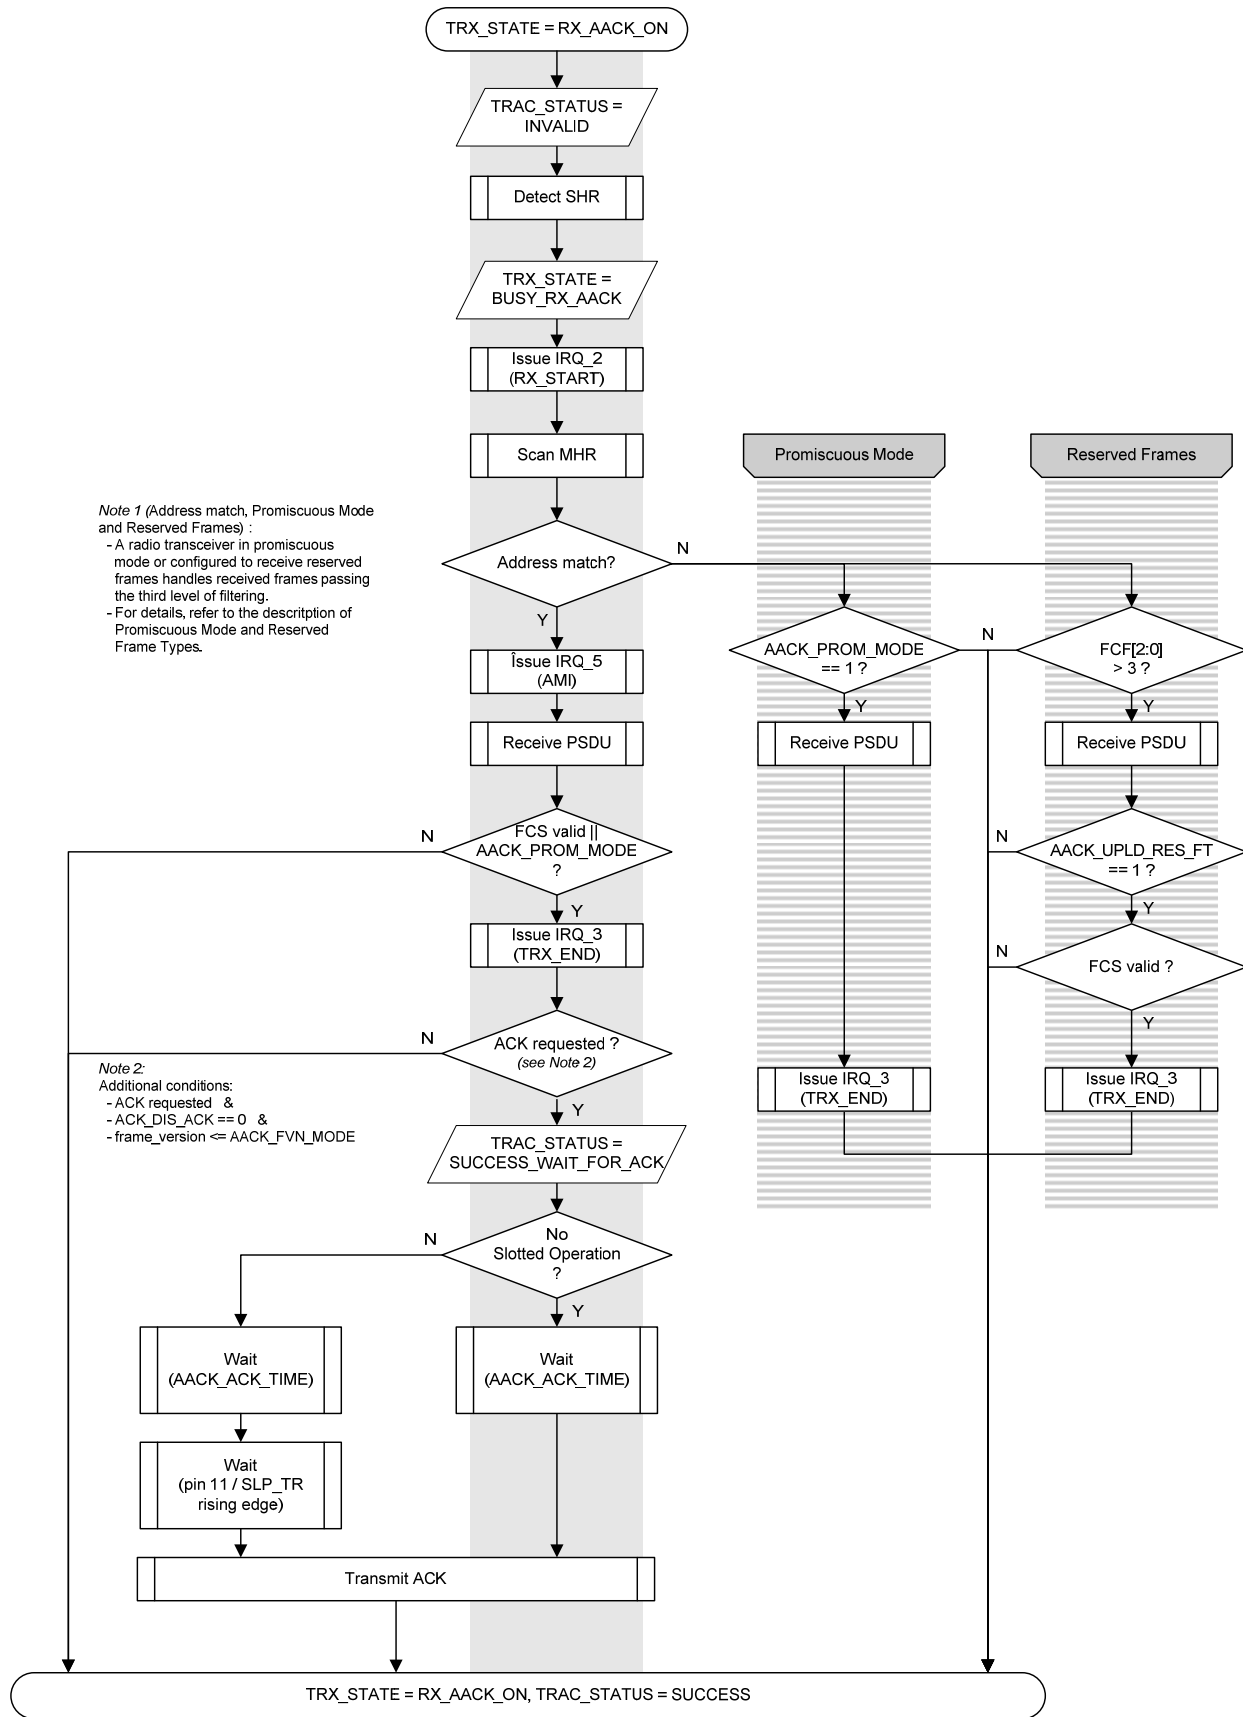 TRX_STATE = RX_AACK_ON
TRAC_STATUS =
INVALID
Detect SHR
TRX_STATE =
BUSY_RX_AACK
Issue IRQ_2
(RX_START)
Scan MHR
Promiscuous Mode
Reserved Frames
Note 1 (Address match, Promiscuous Mode
and Reserved Frames) :
- A radio transceiver in promiscuous
mode or configured to receive reserved
frames handles received frames passing
the third level of filtering.
- For details, refer to the descritption of
Promiscuous Mode and Reserved
Frame Types.
Address match?
N
Y
Îssue IRQ_5
(AMI)
AACK_PROM_MODE
== 1 ?
N
FCF[2:0]
> 3 ?
Y
Y
Receive PSDU
Receive PSDU
Receive PSDU
N
FCS valid ||
AACK_PROM_MODE
?
N
AACK_UPLD_RES_FT
== 1 ?
Y
Y
Issue IRQ_3
(TRX_END)
N
FCS valid ?
Y
N
ACK requested ?
(see Note 2)
Note 2:
Additional conditions:
- ACK requested &
- ACK_DIS_ACK == 0 &
- frame_version <= AACK_FVN_MODE
Issue IRQ_3
(TRX_END)
Issue IRQ_3
(TRX_END)
Y
TRAC_STATUS =
SUCCESS_WAIT_FOR_ACK
N
No
Slotted Operation
?
Y
Wait
(AACK_ACK_TIME)
Wait
(AACK_ACK_TIME)
Wait
(pin 11 / SLP_TR
rising edge)
Transmit ACK
TRX_STATE = RX_AACK_ON, TRAC_STATUS = SUCCESS